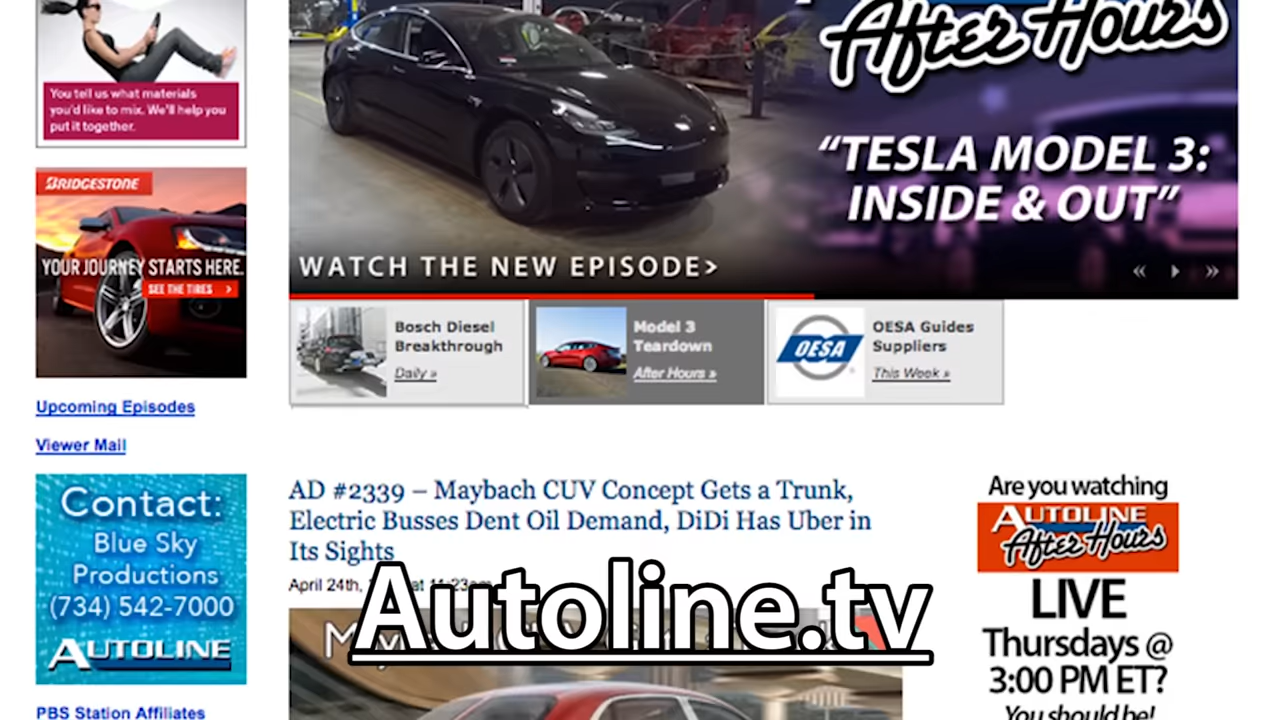 You tell us what materials
you'd like to mix. We'll help you
put it together.
BRIDGESTONE
YOUR JOURNEY STARTS HERE.
SEE THE TIRES >
Upcoming Episodes
Viewer Mail
Contact:
Blue Sky
Productions
(734) 542-7000
AUTOLINE
PBS Station Affiliates
After Hours
“TESLA MODEL 3:
INSIDE & OUT”
WATCH THE NEW EPISODE>
Bosch Diesel
Breakthrough
Daily »
Model 3
Teardown
After Hours »
OESA
OESA Guides
Suppliers
This Week »
AD #2339 – Maybach CUV Concept Gets a Trunk,
Electric Busses Dent Oil Demand, DiDi Has Uber in
Its Sights
April 24th, at 11:23am
Autoline.tv
Are you watching
AUTOLINE
After Hours
LIVE
Thursdays @
3:00 PM ET?
You should be!